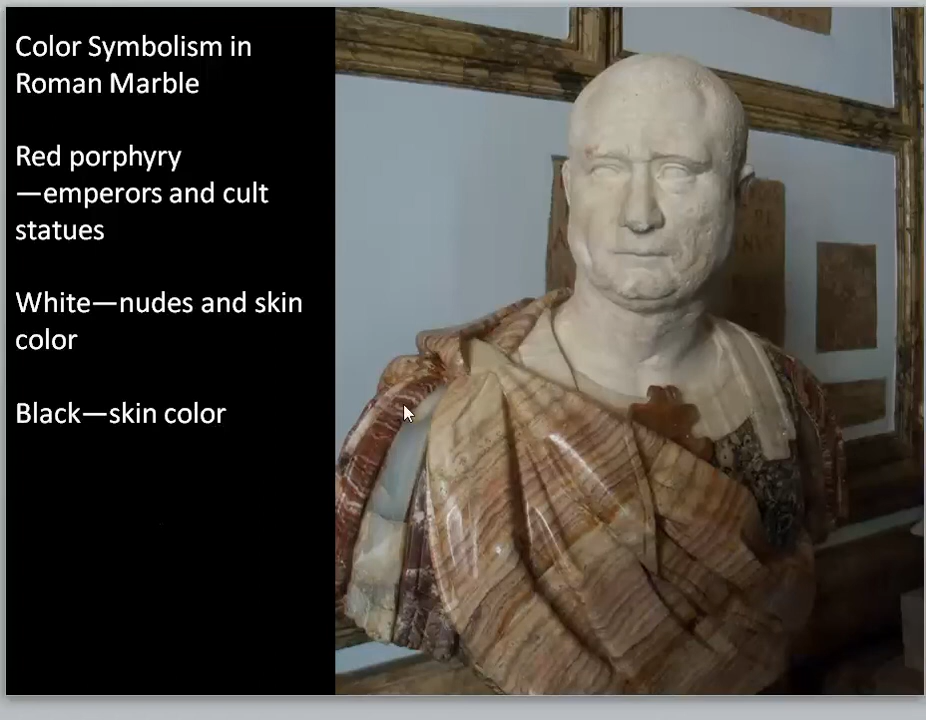 Color Symbolism in
Roman Marble
Red porphyry
—emperors and cult
statues
White—nudes and skin
color
Black—skin color